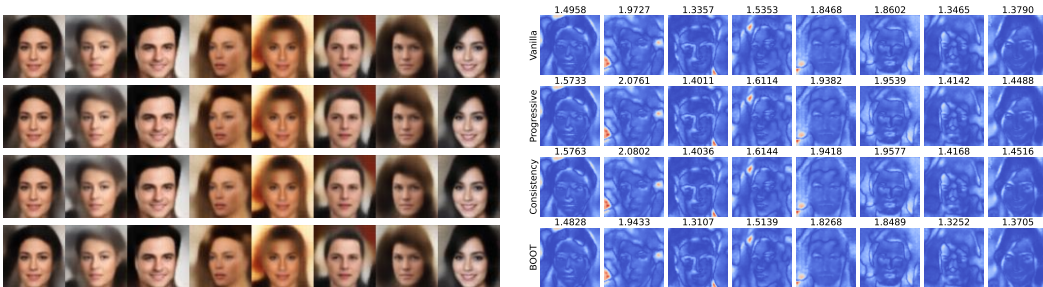 1.4958 1.9727 1.3357 1.5353 1.8468 1.8602 1.3465 1.3790
Vanilla
1.5733 2.0761 1.4011 1.6114 1.9382 1.9539 1.4142 1.4488
Progressive
1.5763 2.0802 1.4036 1.6144 1.9418 1.9577 1.4168 1.4516
Consistency
1.4828 1.9433 1.3107 1.5139 1.8268 1.8489 1.3252 1.3705
BOOT